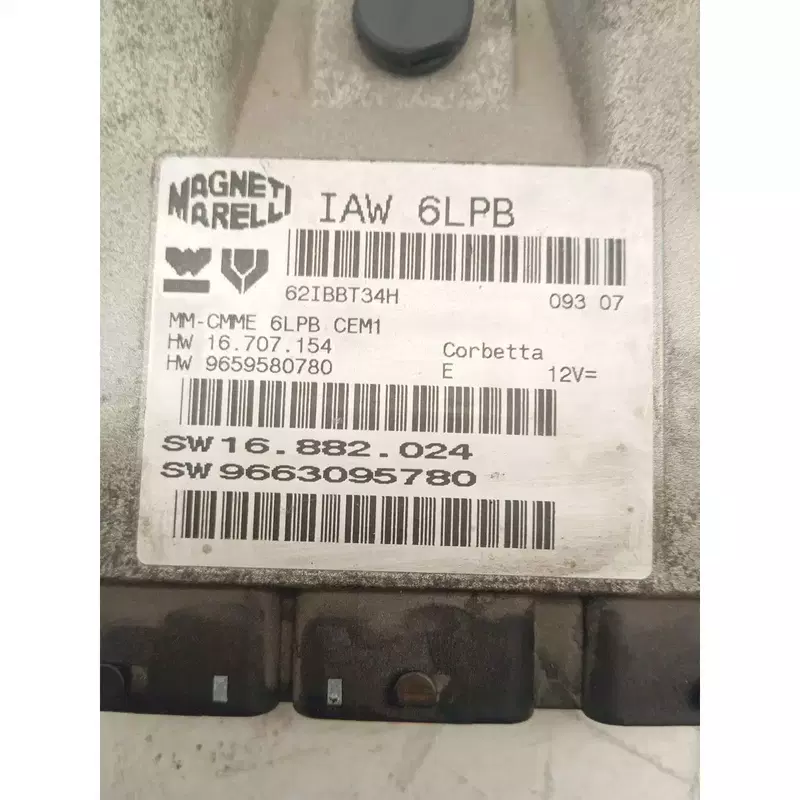 MAGNETI
MARELLI
IAW 6LPB
62IBBT34H 093 07
MM-CMME 6LPB CEM1
HW 16.707.154 Corbetta
HW 9659580780 E 12V=
SW 16.882.024
SW 9663095780